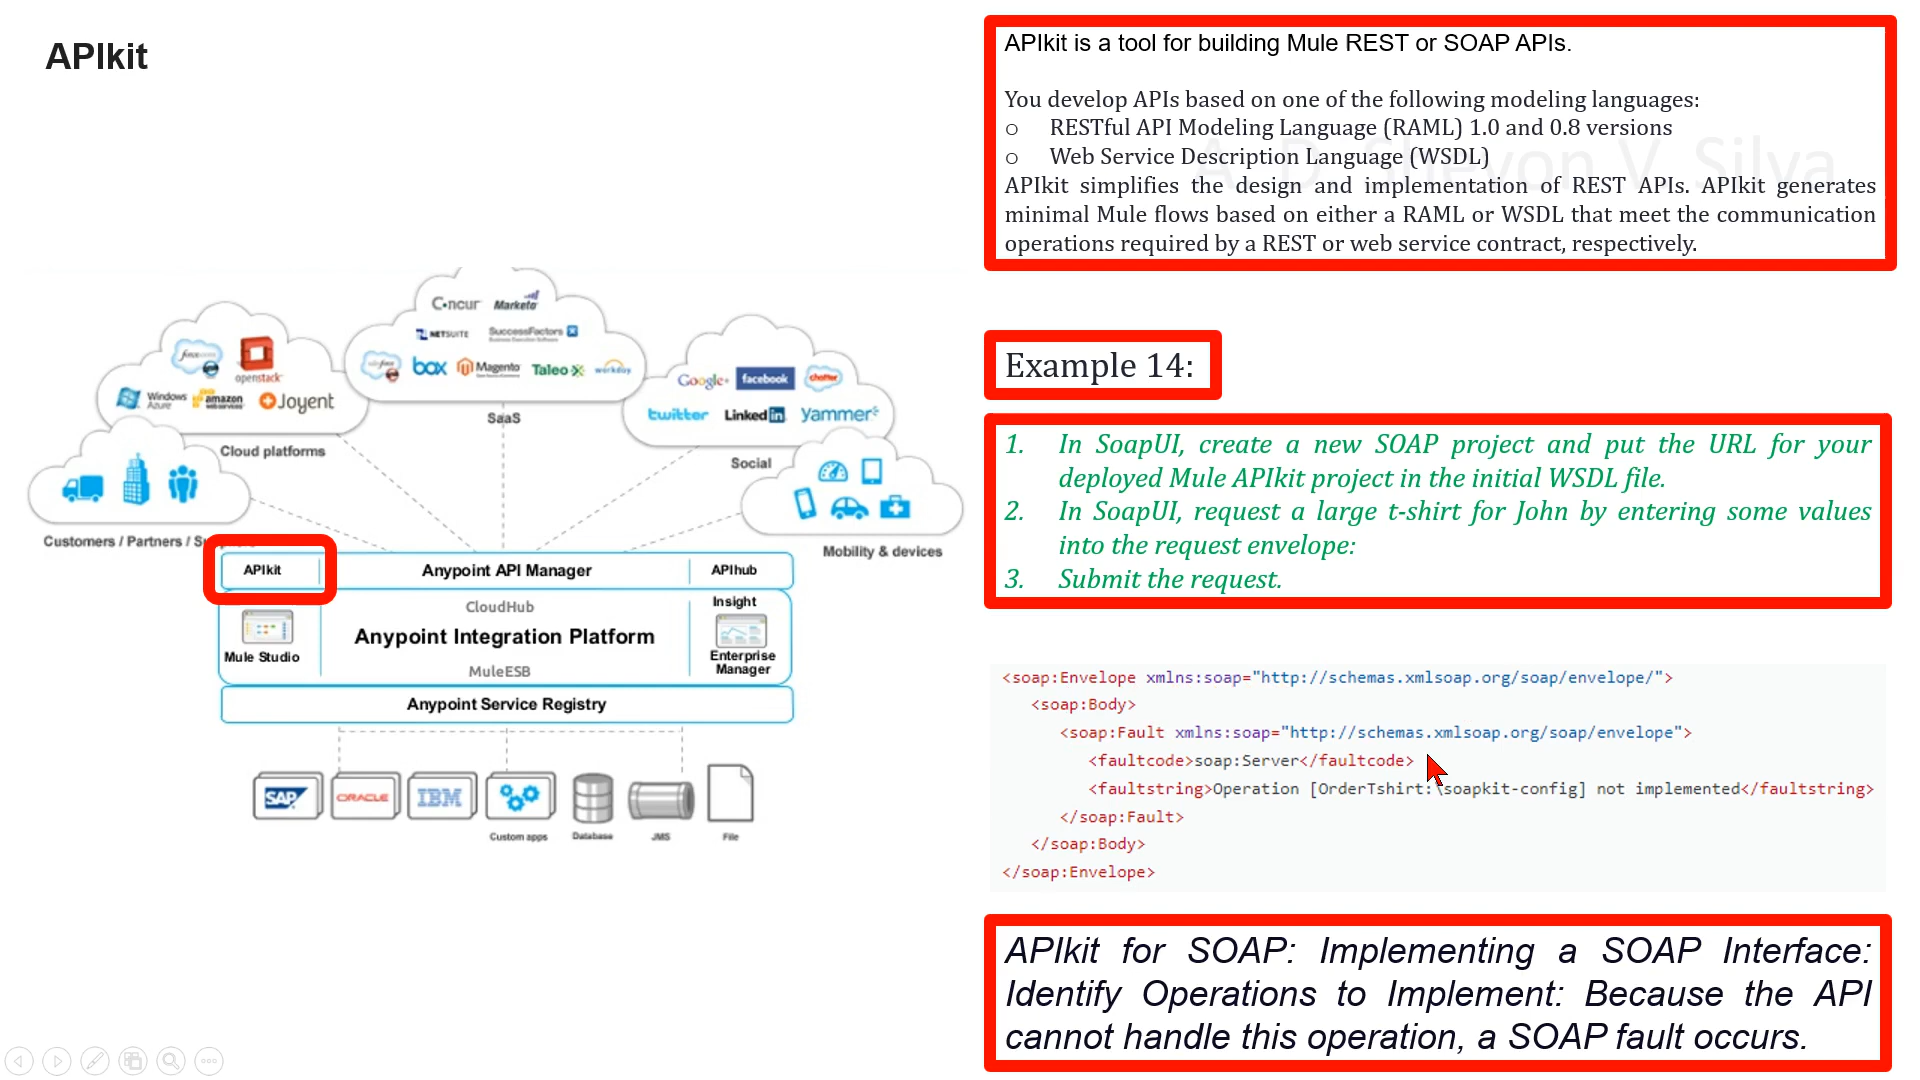 APIkit
APIkit is a tool for building Mule REST or SOAP APIs.
You develop APIs based on one of the following modeling languages:
o RESTful API Modeling Language (RAML) 1.0 and 0.8 versions
o Web Service Description Language (WSDL)
APIkit simplifies the design and implementation of REST APIs. APIkit generates
minimal Mule flows based on either a RAML or WSDL that meet the communication
operations required by a REST or web service contract, respectively.
Example 14:
1. In SoapUI, create a new SOAP project and put the URL for your
deployed Mule APIkit project in the initial WSDL file.
2. In SoapUI, request a large t-shirt for John by entering some values
into the request envelope:
3. Submit the request.
<soap:Envelope xmlns:soap="http://schemas.xmlsoap.org/soap/envelope/">
<soap:Body>
<soap:Fault xmlns:soap="http://schemas.xmlsoap.org/soap/envelope">
<faultcode>soap:Server</faultcode>
<faultstring>Operation [OrderTshirt:\soapkit-config] not implemented</faultstring>
</soap:Fault>
</soap:Body>
</soap:Envelope>
APIkit for SOAP: Implementing a SOAP Interface:
Identify Operations to Implement: Because the API
cannot handle this operation, a SOAP fault occurs.
Concur Marketo
NETSUITE SuccessFactors
box Magento Taleo workday
SaaS
openstack
Windows Azure amazon Joyent
Cloud platforms
Google+ facebook chatter
twitter LinkedIn yammer
Social
Customers / Partners /
Mobility & devices
APIkit Anypoint API Manager APIhub
CloudHub
Insight
Anypoint Integration Platform
Mule Studio
MuleESB
Enterprise
Manager
Anypoint Service Registry
SAP ORACLE IBM
Custom apps Database JMS File